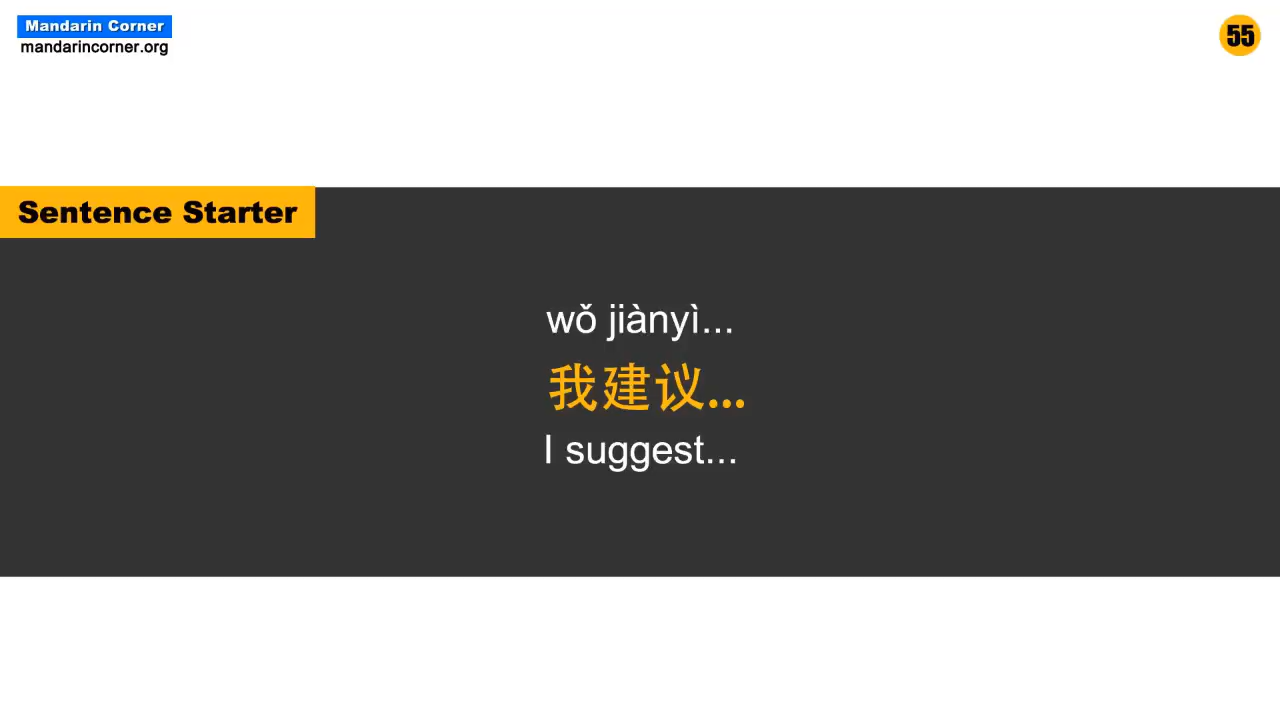 Mandarin Corner
mandarincorner.org
55
Sentence Starter
wǒ jiànyì...
我建议...
I suggest...